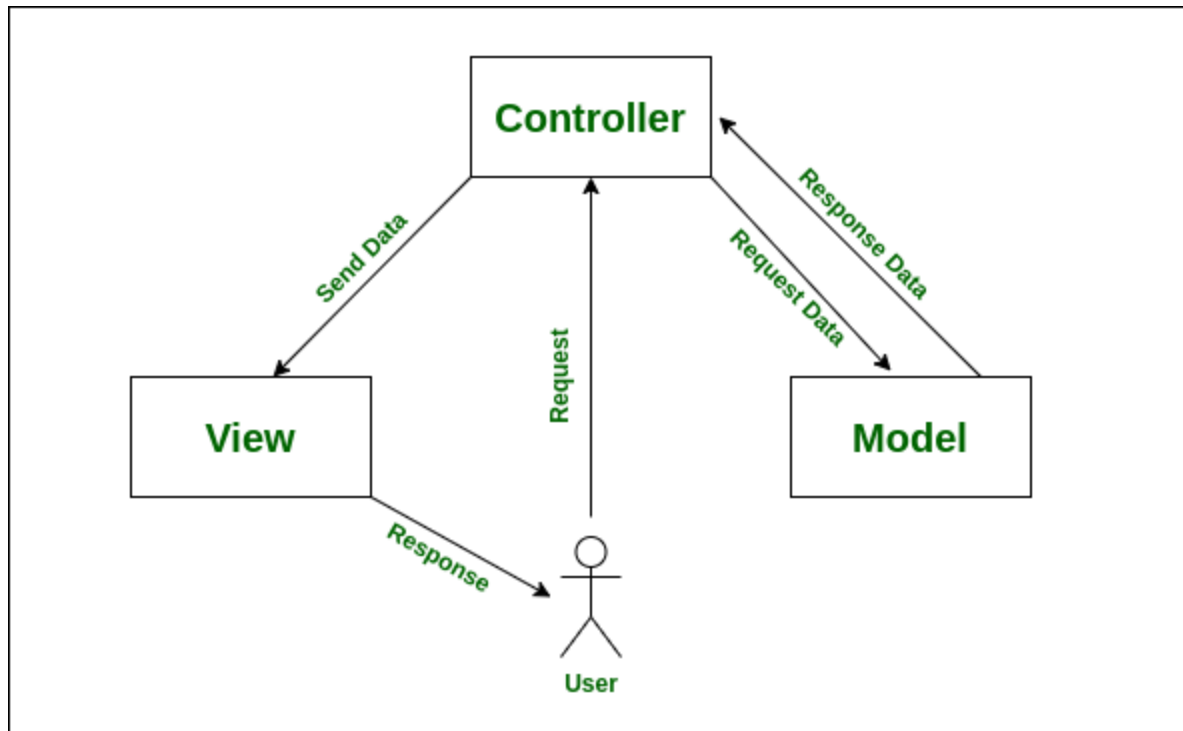 Controller
Send Data
Request
Request Data
Response Data
View
Model
Response
User